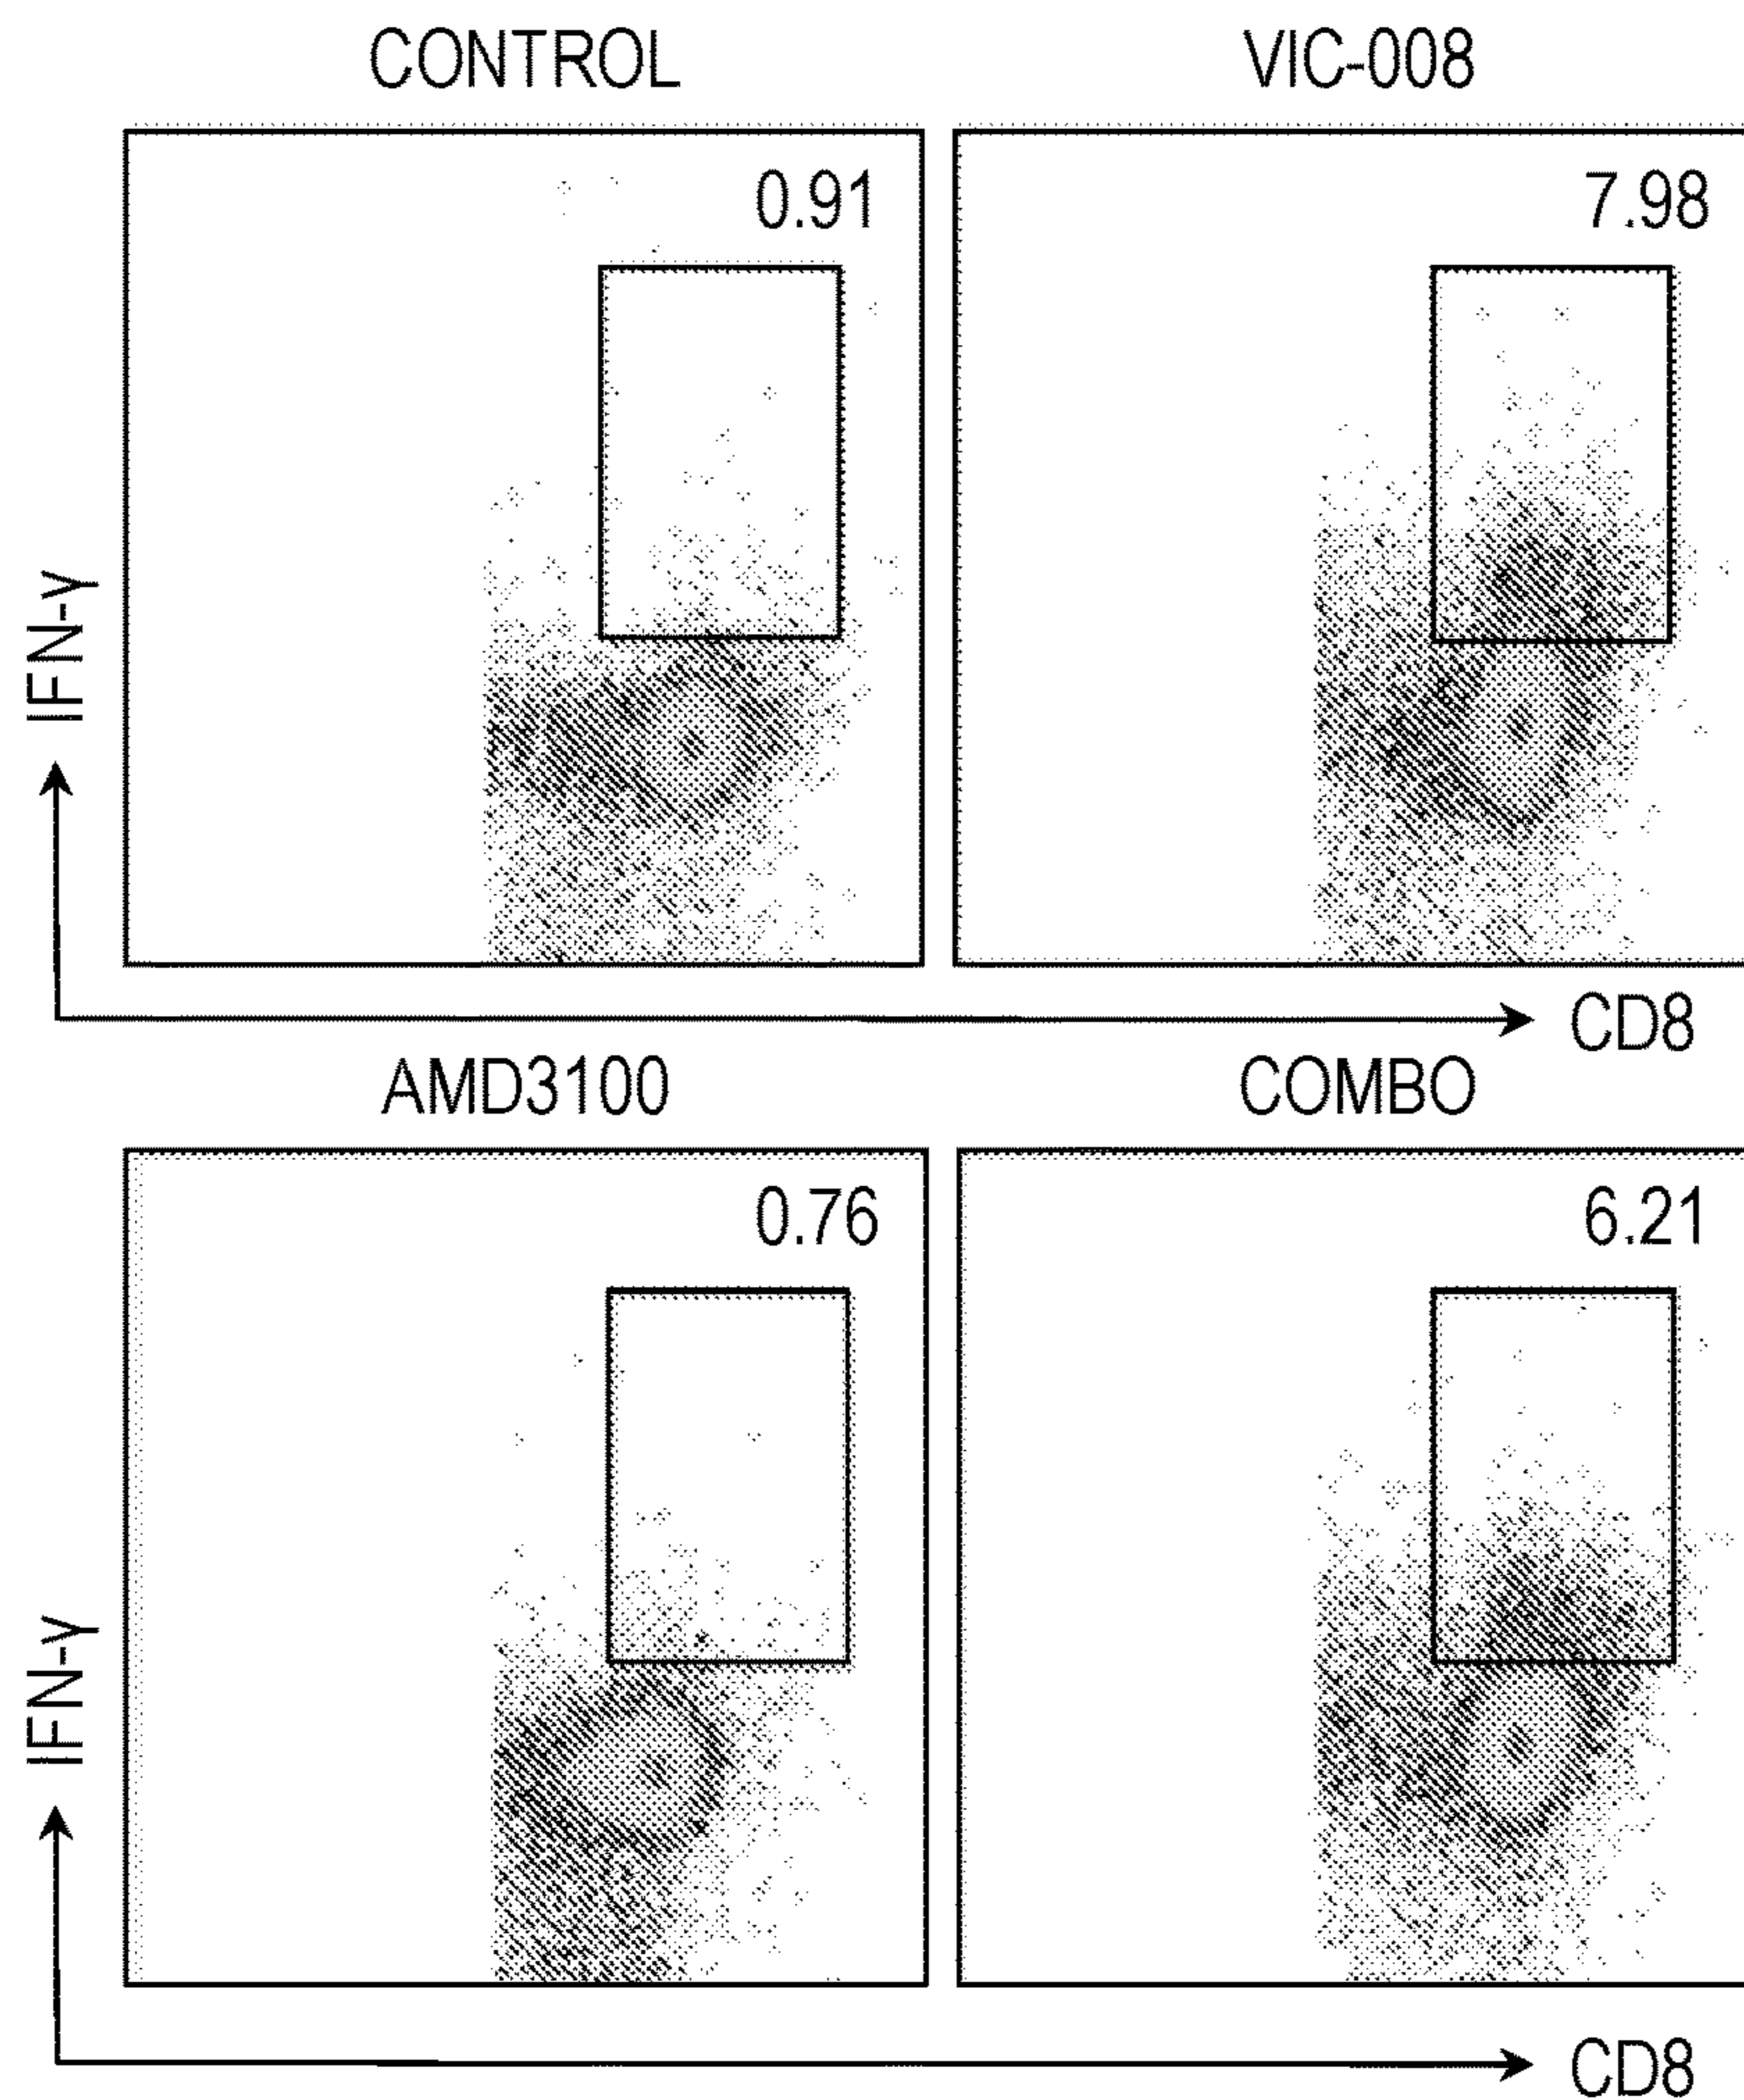 CONTROL
VIC-008
0.91
7.98
IFN-γ
CD8
AMD3100
COMBO
0.76
6.21
IFN-γ
CD8